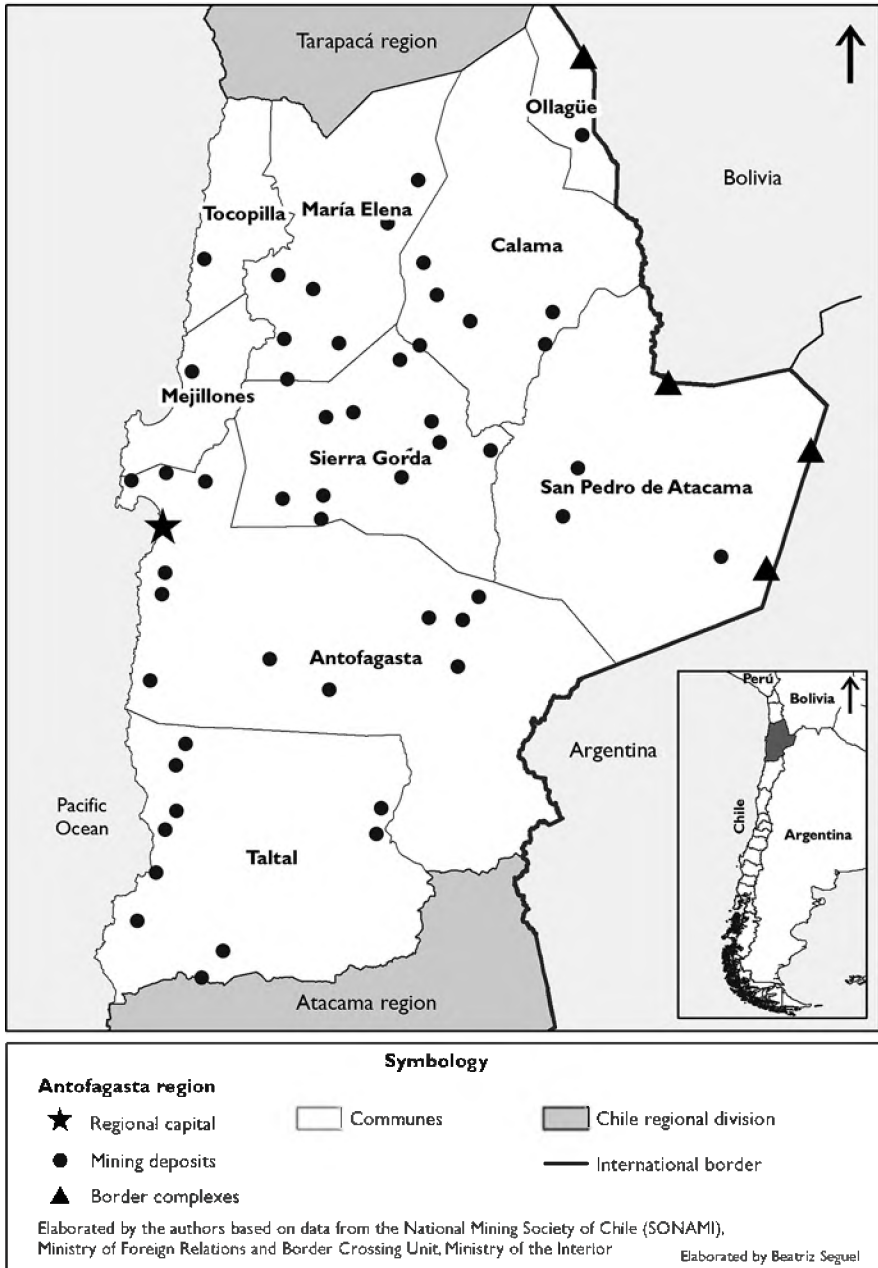 Tarapacá region
Ollagüe
Bolivia
Tocopilla
María Elena
Calama
Mejillones
Sierra Gorda
San Pedro de Atacama
Antofagasta
Perú
Bolivia
Argentina
Pacific
Ocean
Chile
Argentina
Taltal
Atacama region
Symbology
Antofagasta region
Regional capital
Communes
Chile regional division
Mining deposits
International border
Border complexes
Elaborated by the authors based on data from the National Mining Society of Chile (SONAMI),
Ministry of Foreign Relations and Border Crossing Unit, Ministry of the Interior
Elaborated by Beatriz Seguel